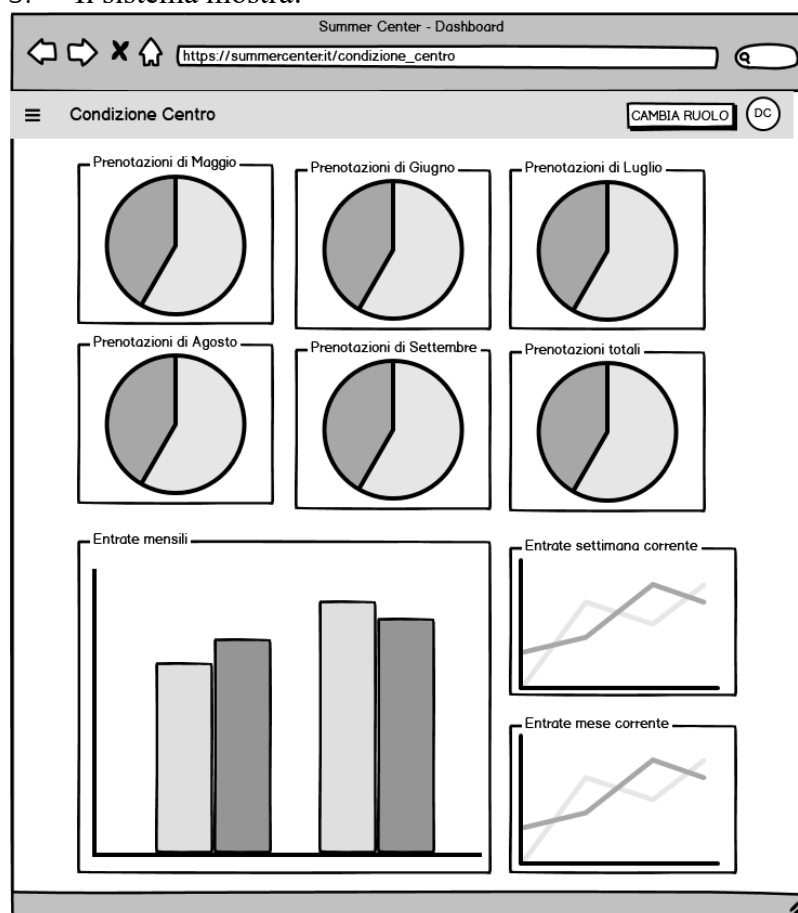 Il sistema mostra:
Summer Center - Dashboard
https://summercenter.it/condizione_centro
Condizione Centro
CAMBIA RUOLO
DC
Prenotazioni di Maggio
Prenotazioni di Giugno
Prenotazioni di Luglio
Prenotazioni di Agosto
Prenotazioni di Settembre
Prenotazioni totali
Entrate mensili
Entrate settimana corrente
Entrate mese corrente